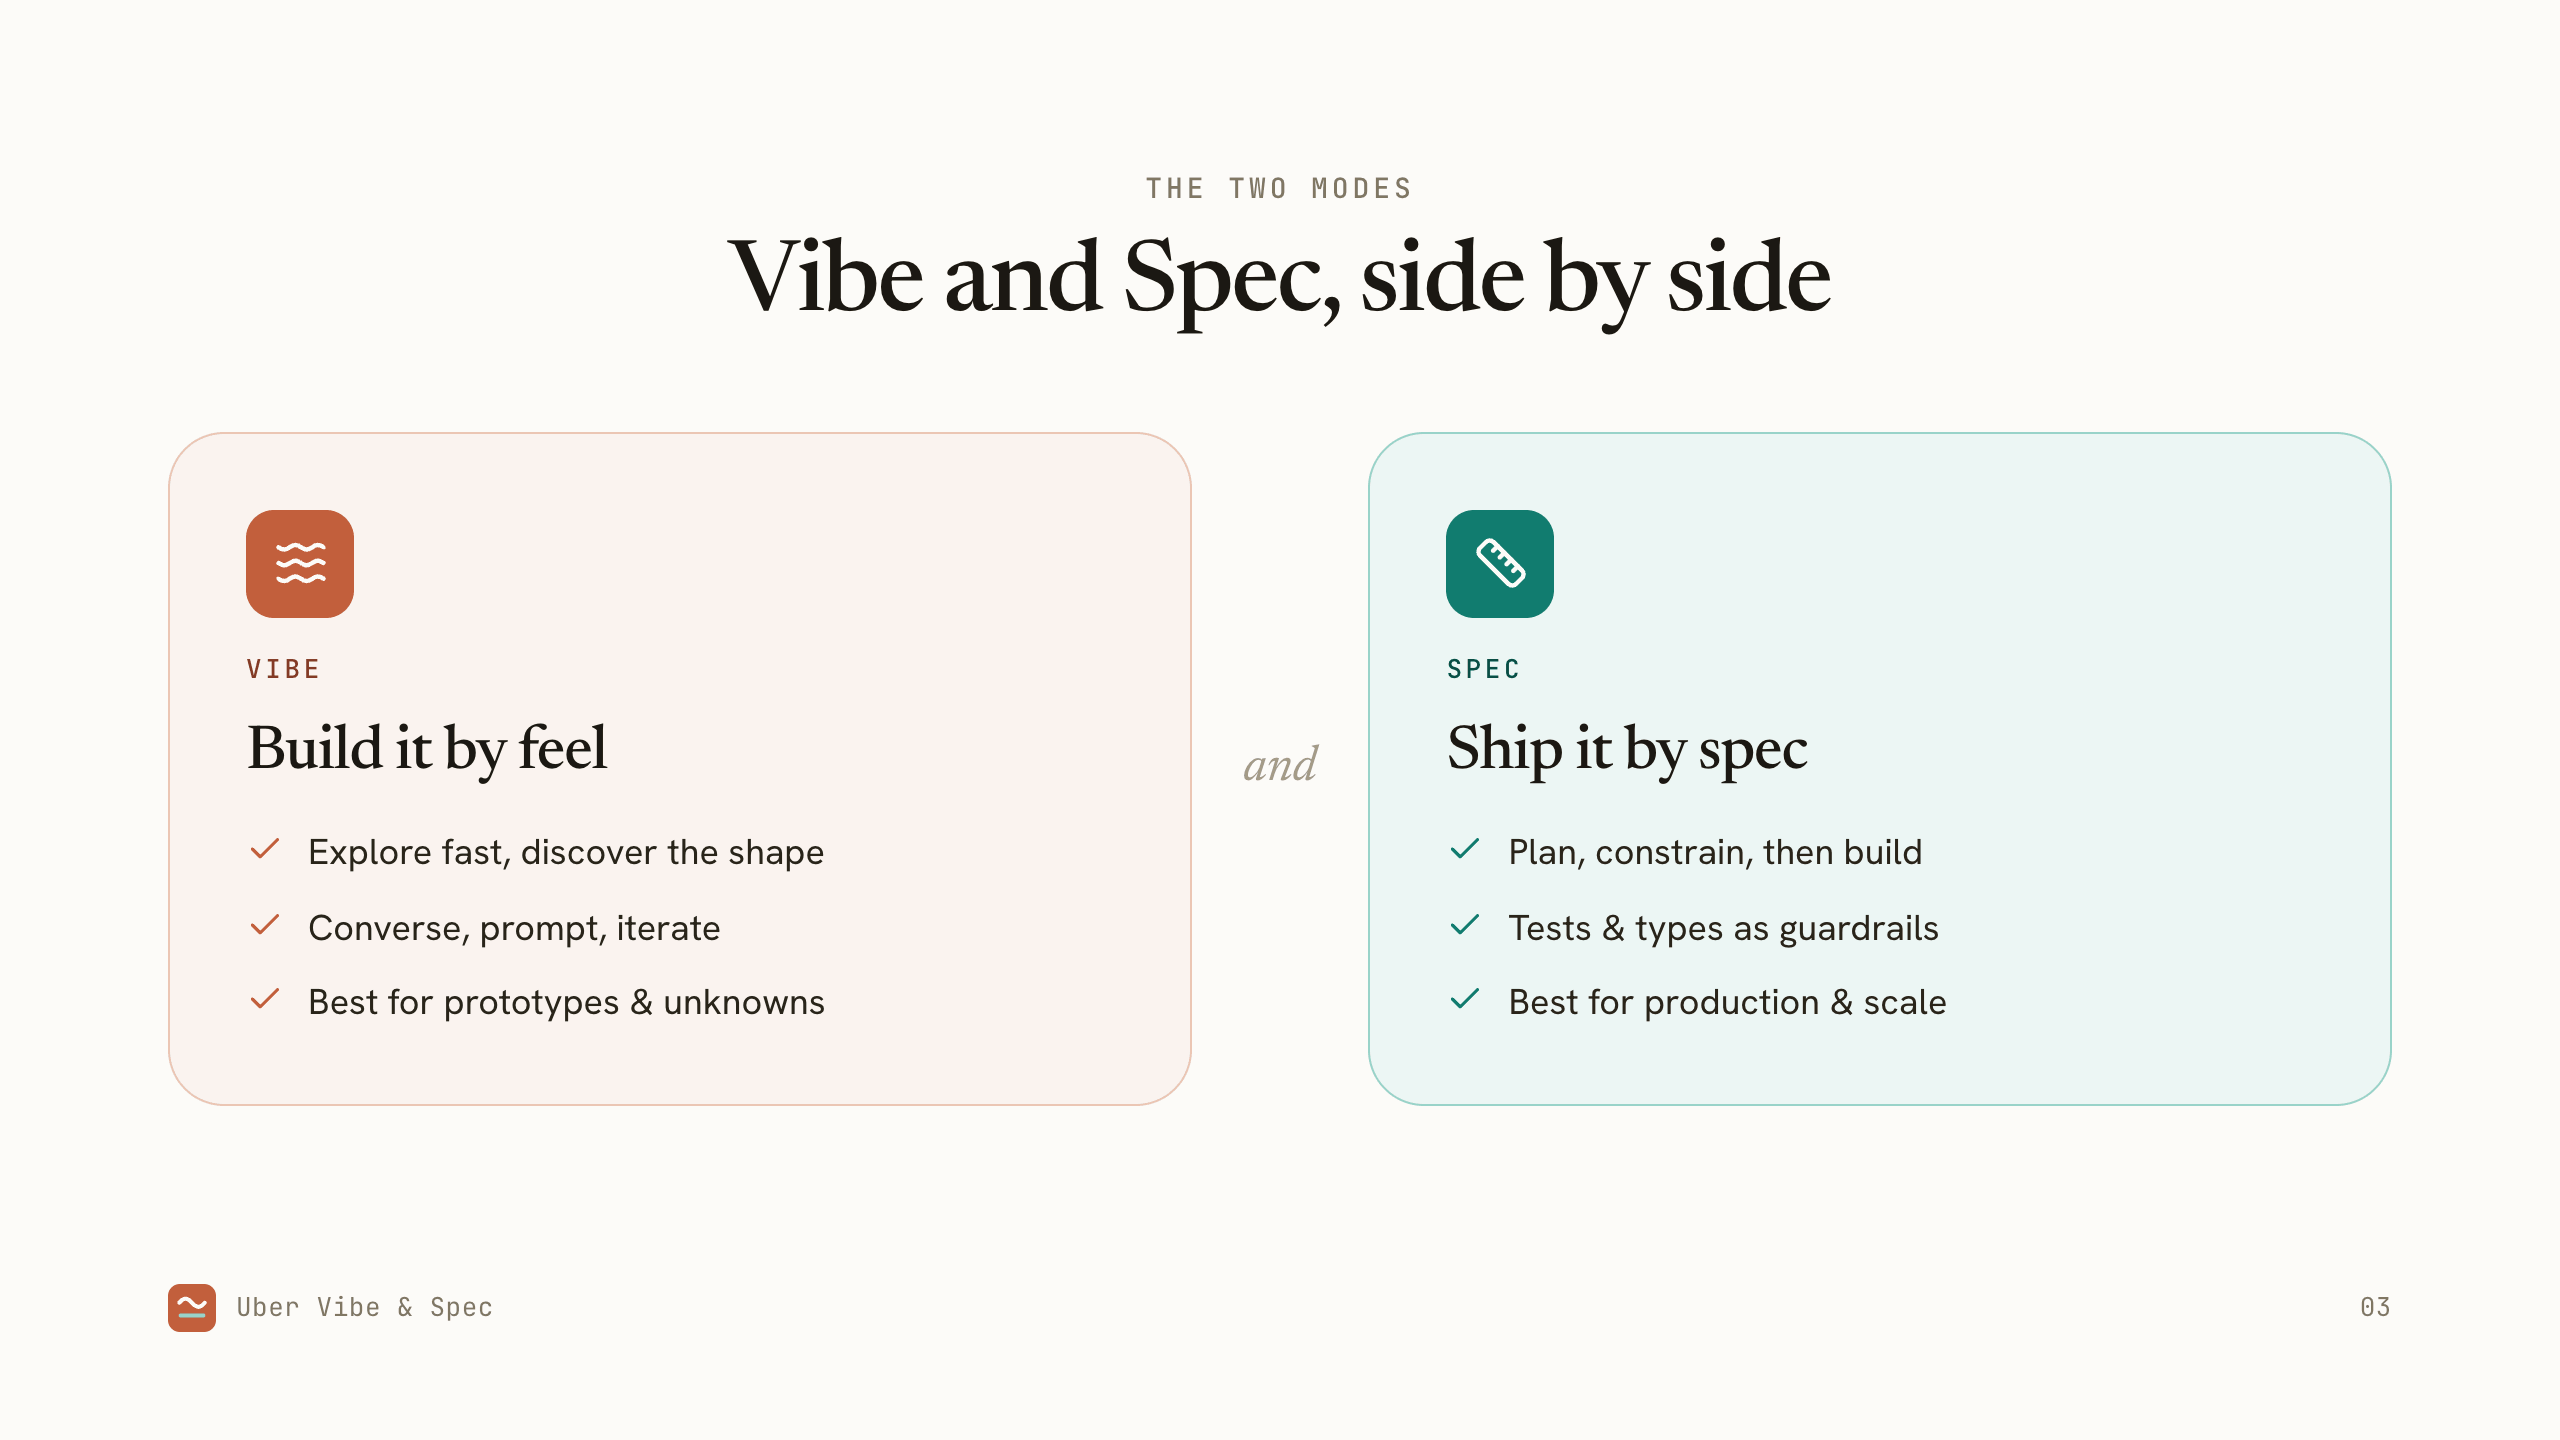 THE TWO MODES
Vibe and Spec, side by side
VIBE
Build it by feel
Explore fast, discover the shape
Converse, prompt, iterate
Best for prototypes & unknowns
and
SPEC
Ship it by spec
Plan, constrain, then build
Tests & types as guardrails
Best for production & scale
Uber Vibe & Spec
03